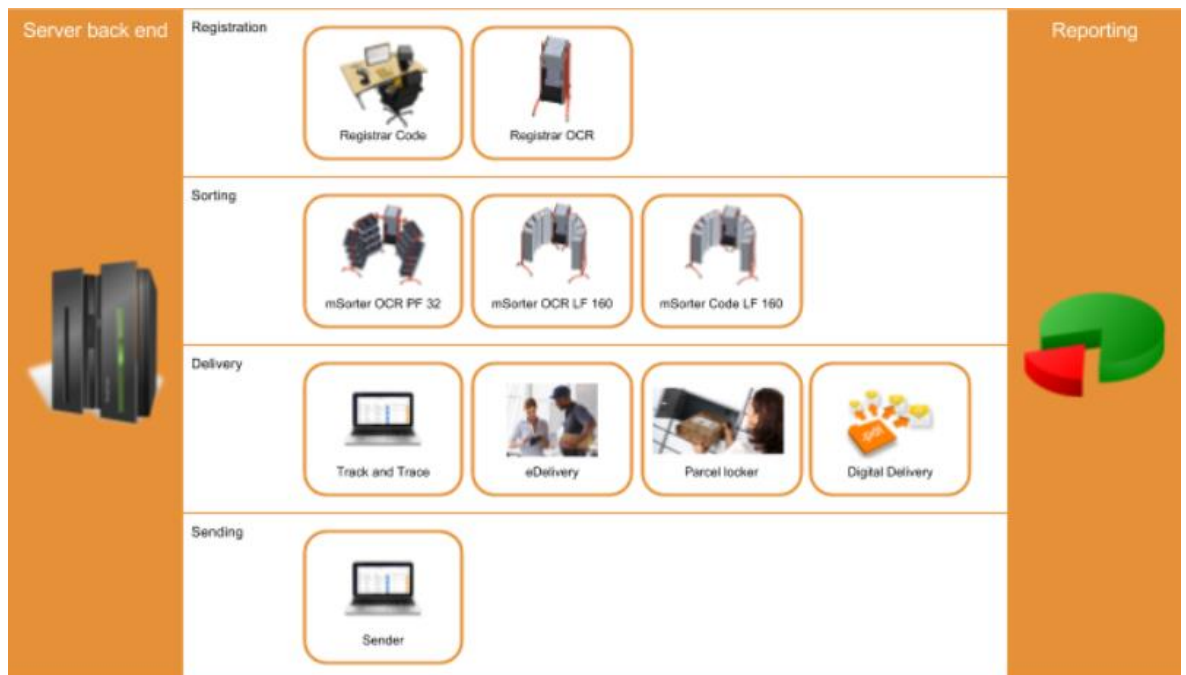 Server back end
Registration
Registrar Code
Registrar OCR
Sorting
mSorter OCR PF 32
mSorter OCR LF 160
mSorter Code LF 160
Delivery
Track and Trace
eDelivery
Parcel locker
.pdf
Digital Delivery
Sending
Sender
Reporting